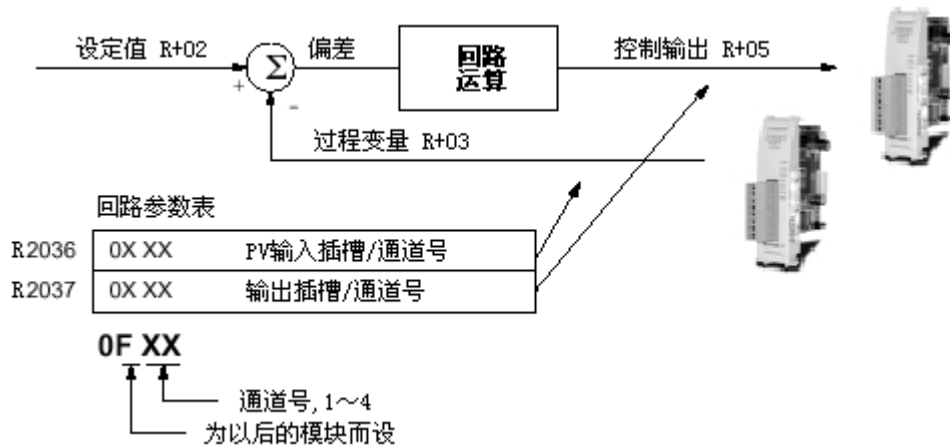 设定值 R+02
偏差
回路
运算
控制输出 R+05
Σ
+
-
过程变量 R+03
回路参数表
R2036 0X XX PV输入插槽/通道号
R2037 0X XX 输出插槽/通道号
0F XX
通道号,1～4
为以后的模块而设